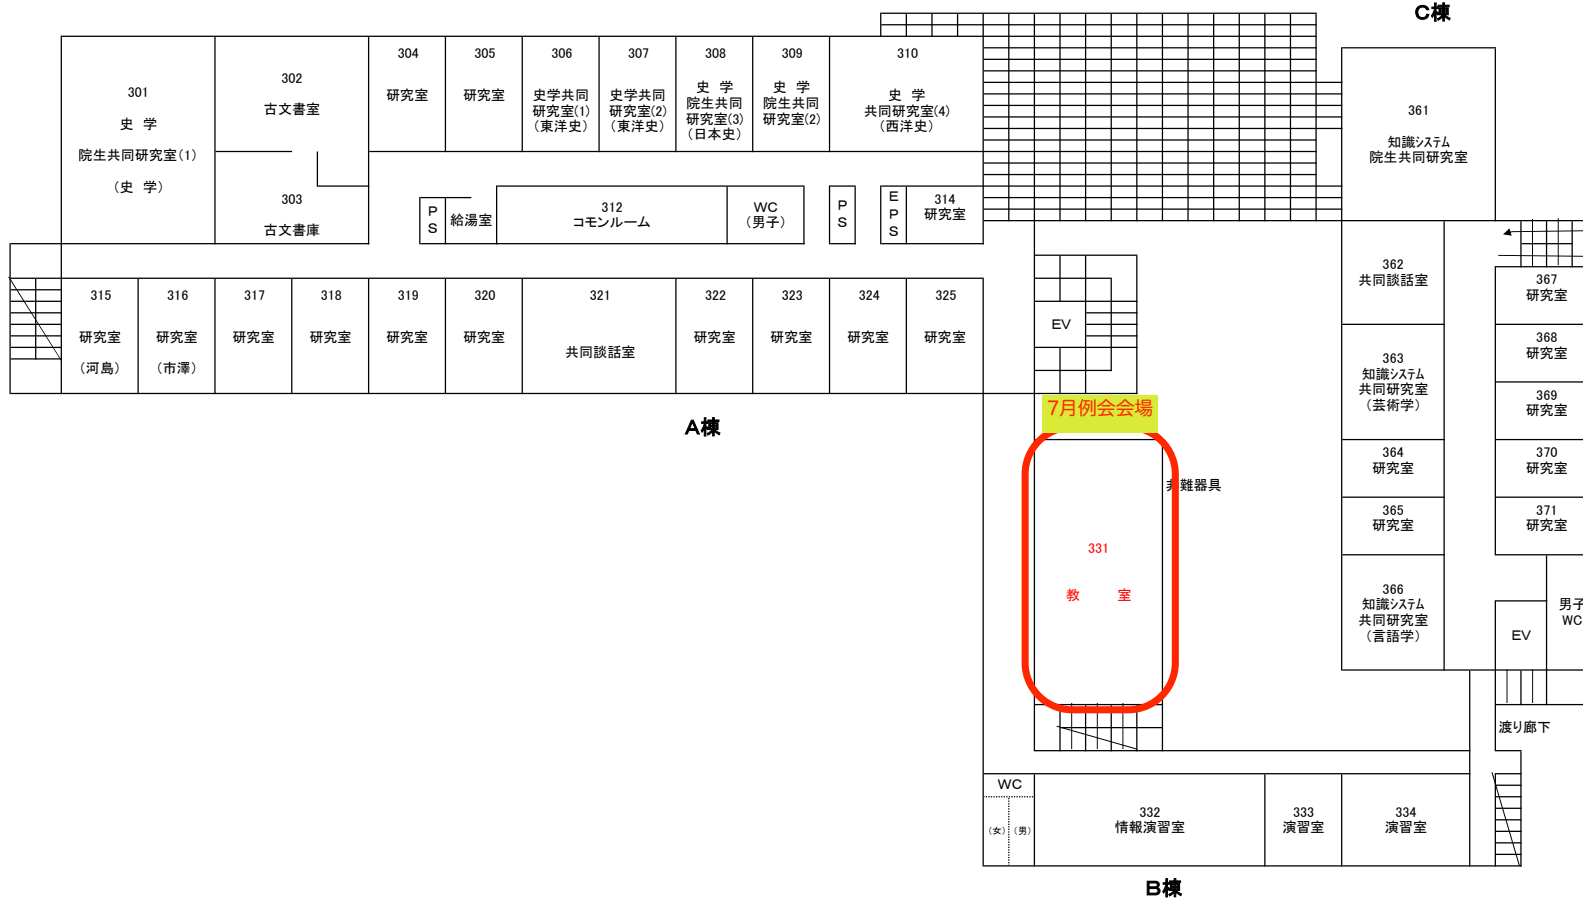 C棟
301
史　学
院生共同研究室(1)
(史　学)
302
古文書室
303
古文書庫
304
研究室
305
研究室
306
史学共同
研究室(1)
(東洋史)
307
史学共同
研究室(2)
(東洋史)
308
史　学
院生共同
研究室(3)
(日本史)
309
史　学
院生共同
研究室(2)
310
史　学
共同研究室(4)
(西洋史)
361
知識システム
院生共同研究室
PS
給湯室
312
コモンルーム
WC
(男子)
PS
EPS
314
研究室
315
研究室
(河島)
316
研究室
(市澤)
317
研究室
318
研究室
319
研究室
320
研究室
321
共同談話室
322
研究室
323
研究室
324
研究室
325
研究室
EV
362
共同談話室
363
知識システム
共同研究室
(芸術学)
364
研究室
365
研究室
366
知識システム
共同研究室
(言語学)
367
研究室
368
研究室
369
研究室
370
研究室
371
研究室
EV
男子
WC
渡り廊下
A棟
7月例会会場
非難器具
331
教　室
WC
(女)
(男)
332
情報演習室
333
演習室
334
演習室
B棟